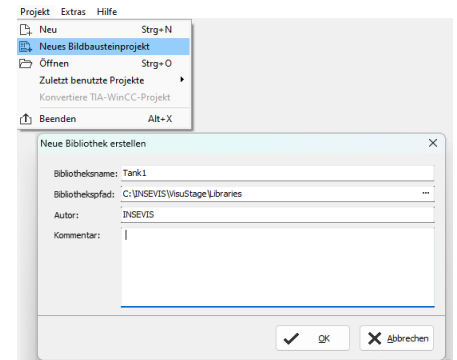 Projekt Extras Hilfe
Neu Strg+N
Neues Bildbausteinprojekt
Öffnen Strg+O
Zuletzt benutzte Projekte
Konvertiere TIA-WinCC-Projekt
Beenden Alt+X
Neue Bibliothek erstellen
Bibliotheksname: Tank1
Bibliothekspfad: C:\INSEVIS\VisuStage\Libraries ...
Autor: INSEVIS
Kommentar:
OK Abbrechen